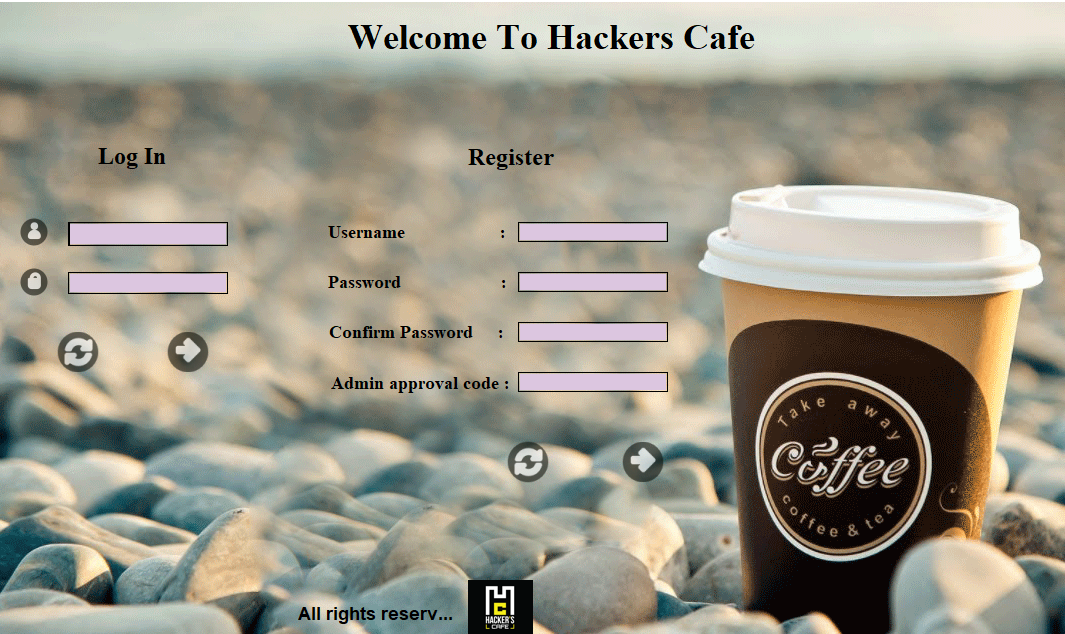 Welcome To Hackers Cafe
Log In
Register
Username :
Password :
Confirm Password :
Admin approval code :
Take away
Coffee
coffee & tea
All rights reserv...
HC
HACKER'S
CAFE